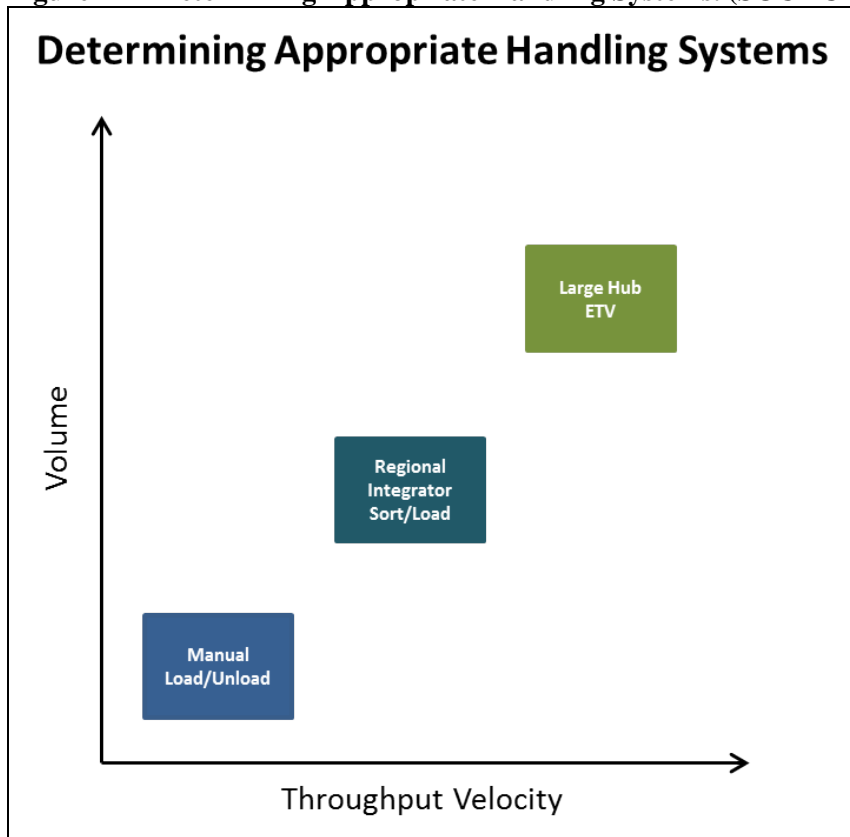 Determining Appropriate Handling Systems
Large Hub
ETV
Regional
Integrator
Sort/Load
Volume
Manual
Load/Unload
Throughput Velocity